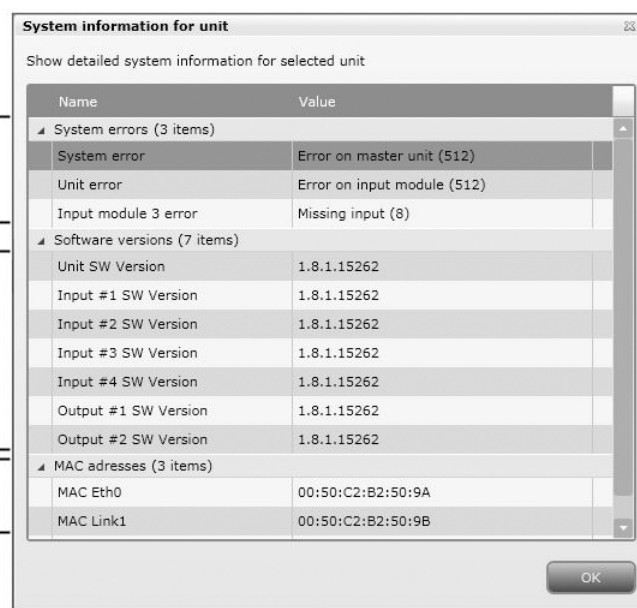 System information for unit
Show detailed system information for selected unit
Name Value
System errors (3 items)
System error Error on master unit (512)
Unit error Error on input module (512)
Input module 3 error Missing input (8)
Software versions (7 items)
Unit SW Version 1.8.1.15262
Input #1 SW Version 1.8.1.15262
Input #2 SW Version 1.8.1.15262
Input #3 SW Version 1.8.1.15262
Input #4 SW Version 1.8.1.15262
Output #1 SW Version 1.8.1.15262
Output #2 SW Version 1.8.1.15262
MAC adresses (3 items)
MAC Eth0 00:50:C2:B2:50:9A
MAC Link1 00:50:C2:B2:50:9B
OK